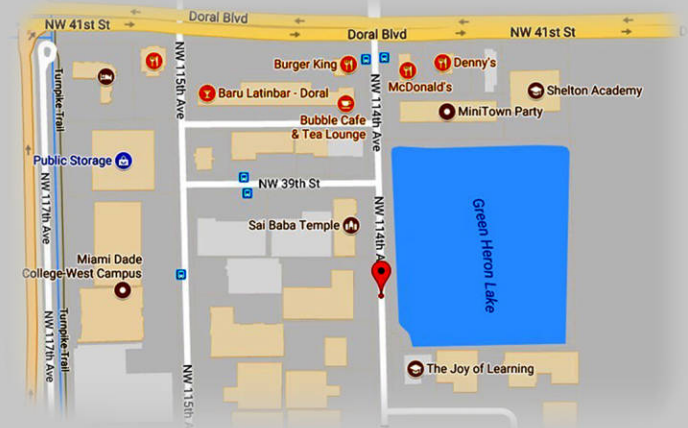 Doral Blvd
NW 41st St
Doral Blvd
NW 41st St
NW 115th Ave
Burger King
Denny's
McDonald's
Baru Latinbar - Doral
Shelton Academy
Bubble Cafe
& Tea Lounge
MiniTown Party
NW 114th Ave
Turnpike-Trail
Public Storage
NW 39th St
NW 117th Ave
NW 114th A
Sai Baba Temple
Green Heron Lake
Miami Dade
College-West Campus
Turnpike-Trail
NW 117th Ave
NW 115th A
The Joy of Learning